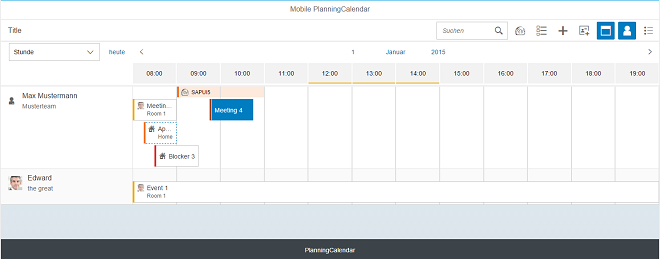 Mobile PlanningCalendar
Title
Suchen
Stunde heute 1 Januar 2015
08:00 09:00 10:00 11:00 12:00 13:00 14:00 15:00 16:00 17:00 18:00 19:00
Max Mustermann
Musterteam
SAPUI5
Meetin...
Room 1
Meeting 4
Ap...
Home
Blocker 3
Edward
the great
Event 1
Room 1
PlanningCalendar